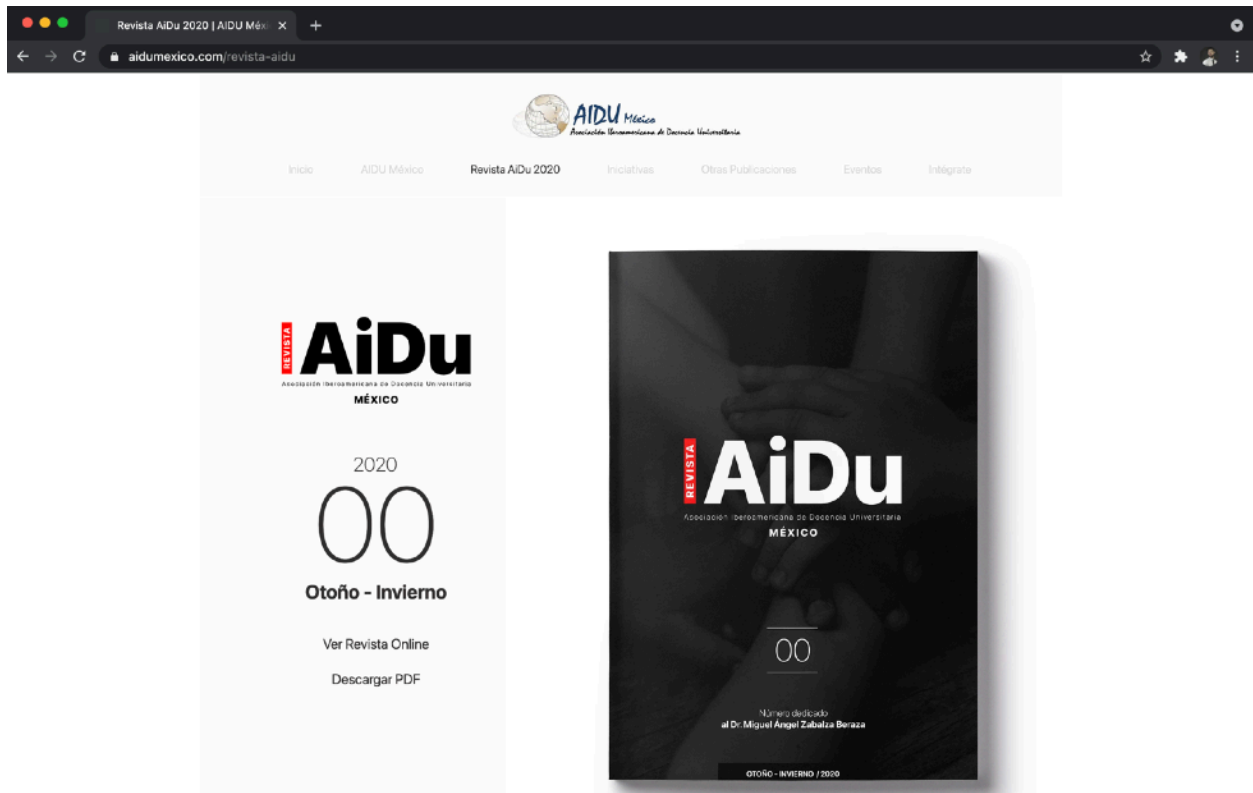 Revista AiDu 2020 | AIDU Méxi
aidumexico.com/revista-aidu
AIDU México
Asociación Iberoamericana de Docencia Universitaria
Inicio AIDU México Revista AiDu 2020 Iniciativas Otras Publicaciones Eventos Intégrate
REVISTA
AiDu
Asociación Iberoamericana de Docencia Universitaria
MÉXICO
2020
00
Otoño - Invierno
Ver Revista Online
Descargar PDF
REVISTA
AiDu
Asociación Iberoamericana de Docencia Universitaria
MÉXICO
00
Número dedicado
al Dr. Miguel Ángel Zabalza Beraza
OTOÑO - INVIERNO / 2020